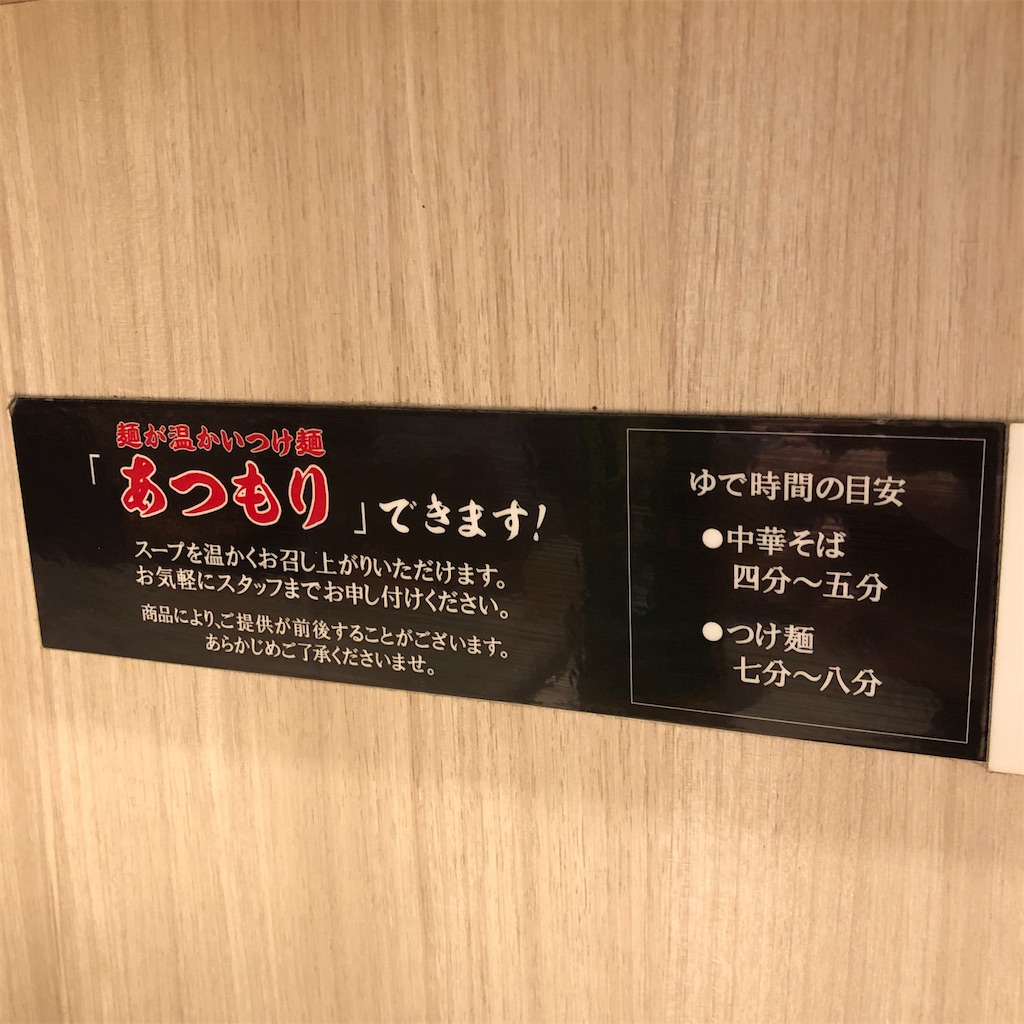 麺が温かいつけ麺
「あつもり」できます!
スープを温かくお召し上がりいただけます。
お気軽にスタッフまでお申し付けください。
商品により、ご提供が前後することがございます。
あらかじめご了承くださいませ。
ゆで時間の目安
●中華そば
四分〜五分
●つけ麺
七分〜八分